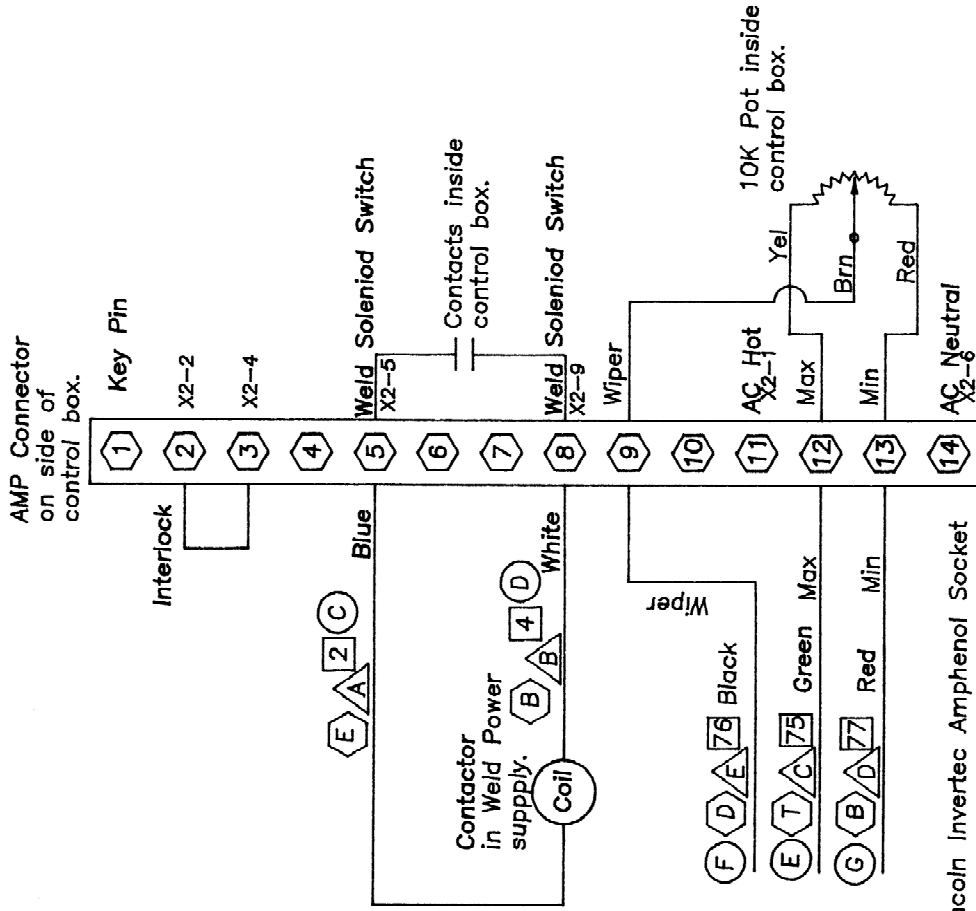 AMP Connector
on side of
control box.
1
Key Pin
Interlock
2
X2-2
3
X2-4
4
E
2
C
A
Blue
5
Weld Soleniod Switch
X2-5
6
Contacts inside
control box.
7
Contactor
in Weld Power
suppply.
Coil
B
4
D
B
White
8
Weld Soleniod Switch
X2-9
Wiper
9
Wiper
10
F
D
76
E
Black
11
AC Hot
X2-1
10K Pot inside
control box.
Yel
Brn
Red
E
T
75
C
Green
Max
12
Max
G
B
77
D
Red
Min
13
Min
14
AC Neutral
X2-6
coln Invertec Amphenol Socket